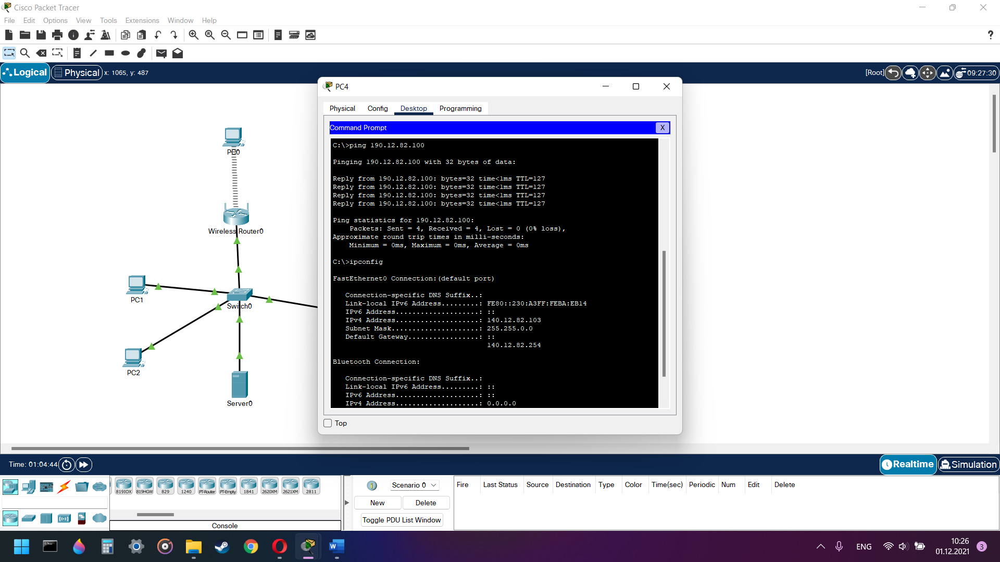 Cisco Packet Tracer
File Edit Options View Tools Extensions Window Help
?
Logical Physical x: 1065, y: 487 [Root] 09:27:30
PC4
Physical Config Desktop Programming
Command Prompt X
C:\>ping 190.12.82.100
Pinging 190.12.82.100 with 32 bytes of data:
Reply from 190.12.82.100: bytes=32 time<1ms TTL=127
Reply from 190.12.82.100: bytes=32 time<1ms TTL=127
Reply from 190.12.82.100: bytes=32 time<1ms TTL=127
Reply from 190.12.82.100: bytes=32 time<1ms TTL=127
Ping statistics for 190.12.82.100:
Packets: Sent = 4, Received = 4, Lost = 0 (0% loss),
Approximate round trip times in milli-seconds:
Minimum = 0ms, Maximum = 0ms, Average = 0ms
C:\>ipconfig
FastEthernet0 Connection:(default port)
Connection-specific DNS Suffix..:
Link-local IPv6 Address.........: FE80::230:A3FF:FEBA:EB14
IPv6 Address....................: ::
IPv4 Address....................: 140.12.82.103
Subnet Mask.....................: 255.255.0.0
Default Gateway.................: ::
140.12.82.254
Bluetooth Connection:
Connection-specific DNS Suffix..:
Link-local IPv6 Address.........: ::
IPv6 Address....................: ::
IPv4 Address....................: 0.0.0.0
Top
PC0
Wireless Router0
PC1
Switch0
PC2
Server0
Time: 01:04:44 Realtime Simulation
819IOX 819HGW 829 1240 PT-Router PT-Empty 1841 2620XM 2621XM 2811
Console
Scenario 0
New Delete
Toggle PDU List Window
Fire Last Status Source Destination Type Color Time(sec) Periodic Num Edit Delete
ENG 10:26
01.12.2021 3